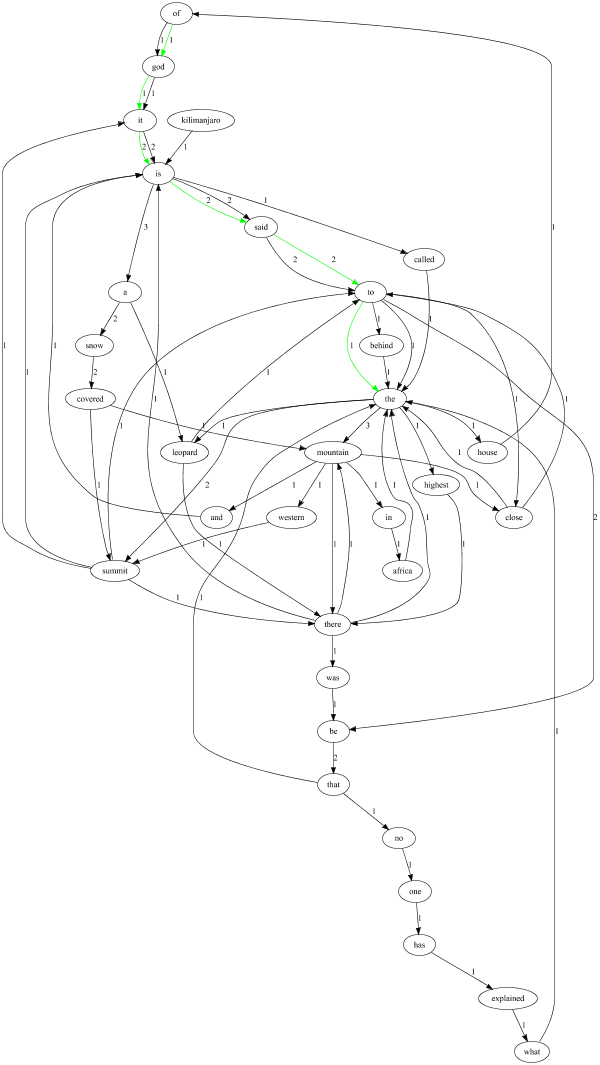 of
1 1
god
1 1
it
kilimanjaro
2 2
1
is
1
2 2
said
3
called
2
2
a
to
2
1
1
1
1
snow
behind
1
1
2
1
1
1
1
1
1
1
covered
the
1
1
3
1
1
leopard
mountain
house
1
2
highest
1
1
1
1
1
and
western
in
close
1
2
1
1
1
1
1
1
africa
summit
1
1
there
1
was
1
be
1
2
that
1
no
1
one
1
has
1
explained
1
what